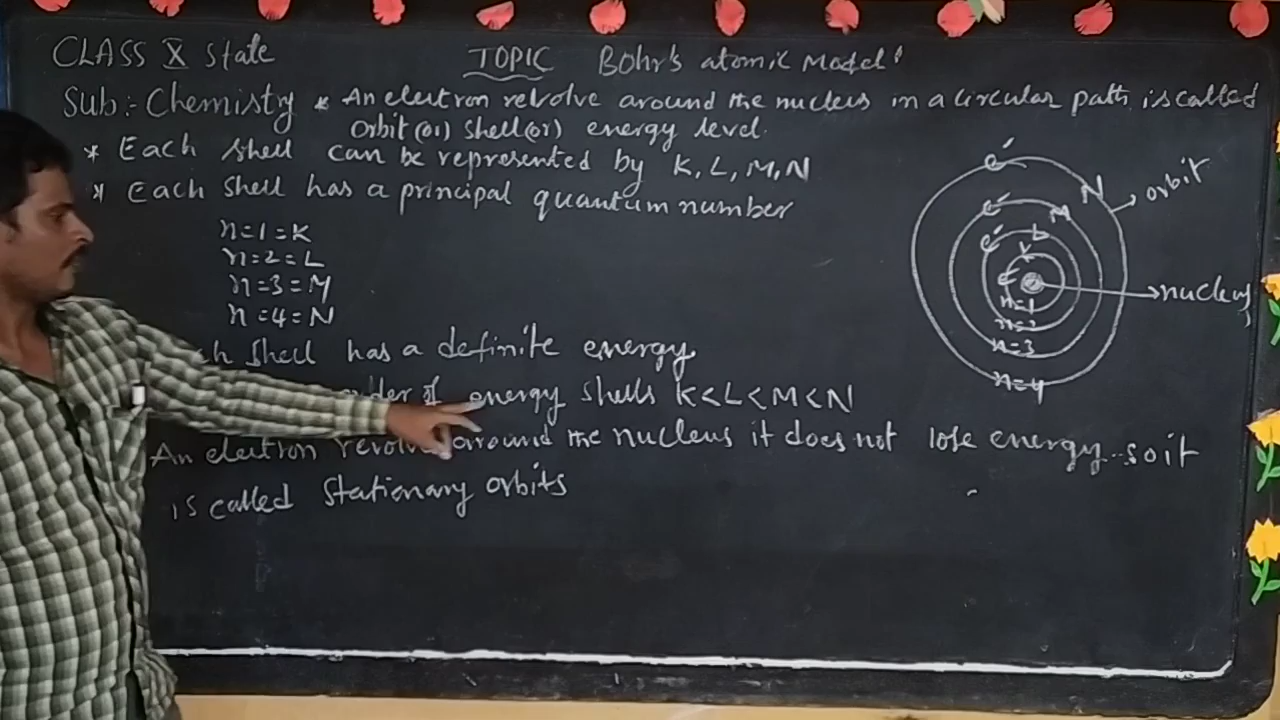 CLASS X State
TOPIC Bohr's atomic Model'
Sub:- Chemistry * An electron revolve around the nucleus in a circular path is called
orbit (or) shell (or) energy level.
* Each shell can be represented by K, L, M, N
* Each shell has a principal quantum number
n=1=K
n=2=L
n=3=M
n=4=N
shell has a definite energy
of energy shells K<L<M<N
An electron around the nucleus it does not lose energy.. so it
is called stationary orbits
e-
N
orbit
e-
M
e-
L
K
e-
nucleus
n=1
n=2
n=3
n=4